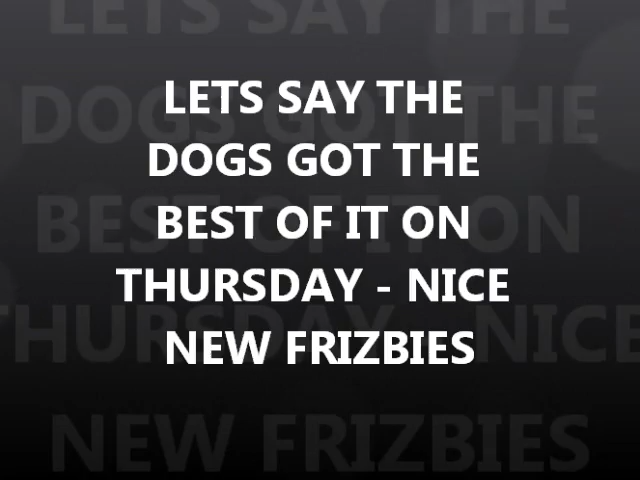 LETS SAY THE
DOGS GOT THE
BEST OF IT ON
THURSDAY - NICE
NEW FRIZBIES